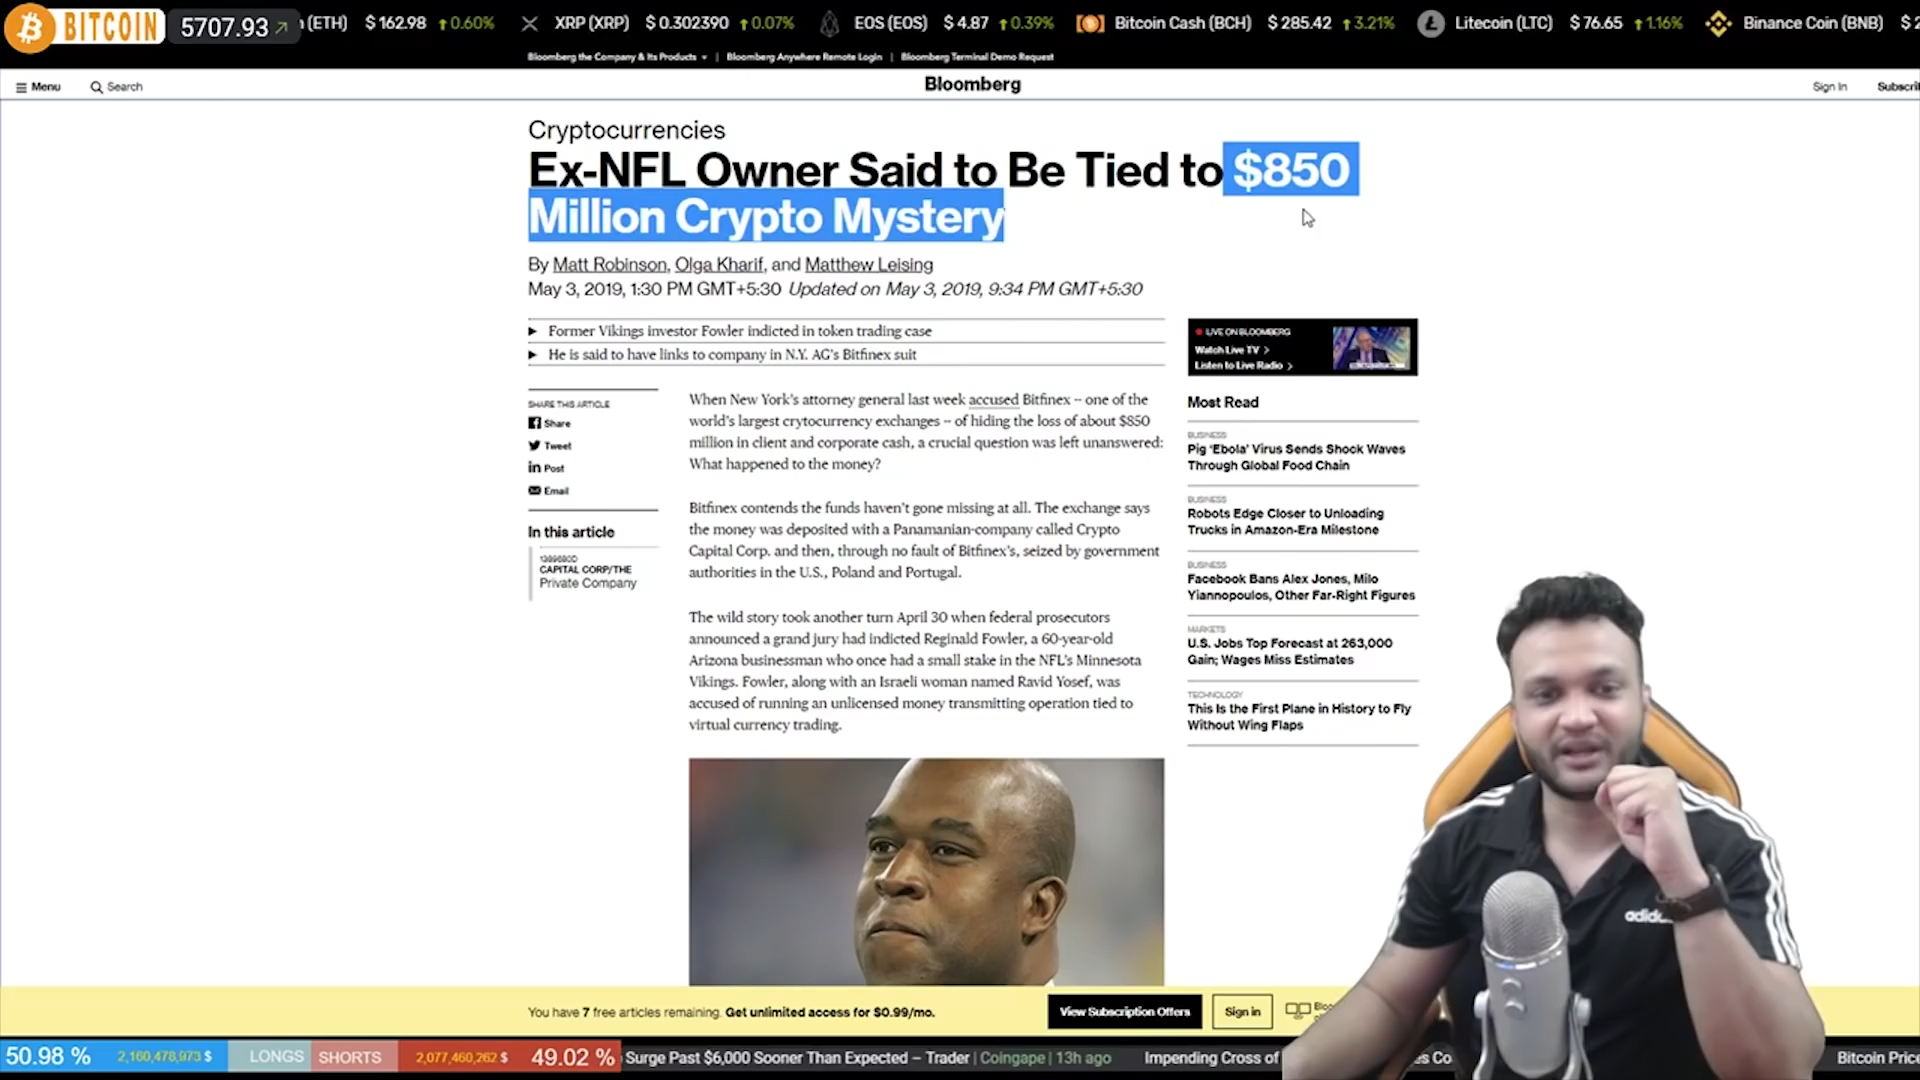 BITCOIN 5707.93 (ETH) $ 162.98 0.60% XRP (XRP) $ 0.302390 0.07% EOS (EOS) $ 4.87 0.39% Bitcoin Cash (BCH) $ 285.42 3.21% Litecoin (LTC) $ 76.65 1.16% Binance Coin (BNB) $
Bloomberg the Company & Its Products | Bloomberg Anywhere Remote Login | Bloomberg Terminal Demo Request
Menu Search Bloomberg Sign In Subscri
Cryptocurrencies
Ex-NFL Owner Said to Be Tied to $850
Million Crypto Mystery
By Matt Robinson, Olga Kharif, and Matthew Leising
May 3, 2019, 1:30 PM GMT+5:30 Updated on May 3, 2019, 9:34 PM GMT+5:30
Former Vikings investor Fowler indicted in token trading case
He is said to have links to company in N.Y. AG's Bitfinex suit
SHARE THIS ARTICLE
Share
Tweet
Post
Email
In this article
CAPITAL CORP/THE
Private Company
When New York's attorney general last week accused Bitfinex -- one of the
world's largest crytocurrency exchanges -- of hiding the loss of about $850
million in client and corporate cash, a crucial question was left unanswered:
What happened to the money?
Bitfinex contends the funds haven't gone missing at all. The exchange says
the money was deposited with a Panamanian-company called Crypto
Capital Corp. and then, through no fault of Bitfinex's, seized by government
authorities in the U.S., Poland and Portugal.
The wild story took another turn April 30 when federal prosecutors
announced a grand jury had indicted Reginald Fowler, a 60-year-old
Arizona businessman who once had a small stake in the NFL's Minnesota
Vikings. Fowler, along with an Israeli woman named Ravid Yosef, was
accused of running an unlicensed money transmitting operation tied to
virtual currency trading.
LIVE ON BLOOMBERG
Watch Live TV
Listen to Live Radio
Most Read
BUSINESS
Pig 'Ebola' Virus Sends Shock Waves
Through Global Food Chain
BUSINESS
Robots Edge Closer to Unloading
Trucks in Amazon-Era Milestone
BUSINESS
Facebook Bans Alex Jones, Milo
Yiannopoulos, Other Far-Right Figures
MARKETS
U.S. Jobs Top Forecast at 263,000
Gain; Wages Miss Estimates
TECHNOLOGY
This Is the First Plane in History to Fly
Without Wing Flaps
adid
You have 7 free articles remaining. Get unlimited access for $0.99/mo. View Subscription Offers Sign in
50.98 % 2,160,478,973 $ LONGS SHORTS 2,077,460,262 $ 49.02 % Surge Past $6,000 Sooner Than Expected – Trader | Coingape | 13h ago Impending Cross of es Co Bitcoin Price